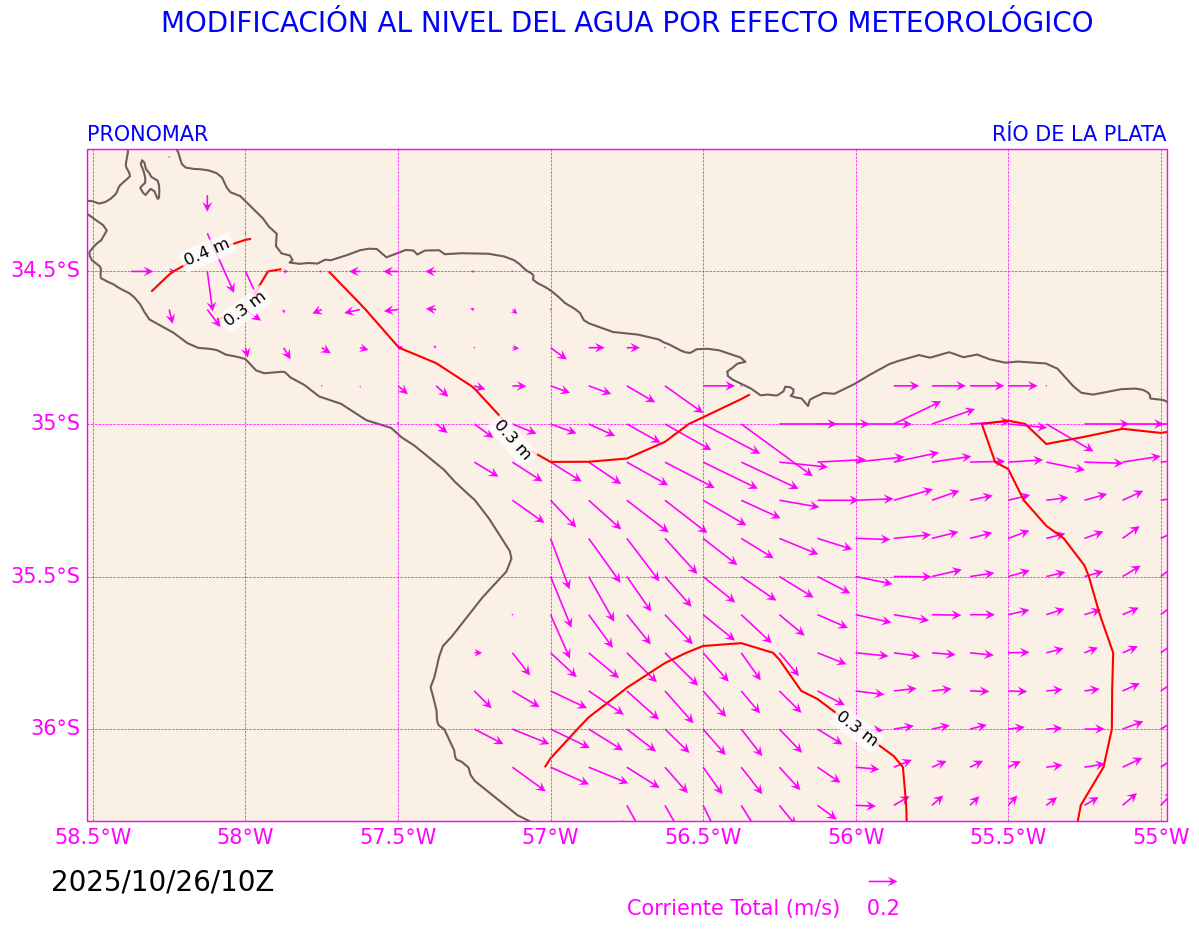 MODIFICACIÓN AL NIVEL DEL AGUA POR EFECTO METEOROLÓGICO
PRONOMAR
RÍO DE LA PLATA
0.4 m
34.5°S
0.3 m
35°S
0.3 m
35.5°S
36°S
0.3 m
58.5°W 58°W 57.5°W 57°W 56.5°W 56°W 55.5°W 55°W
2025/10/26/10Z
Corriente Total (m/s) 0.2